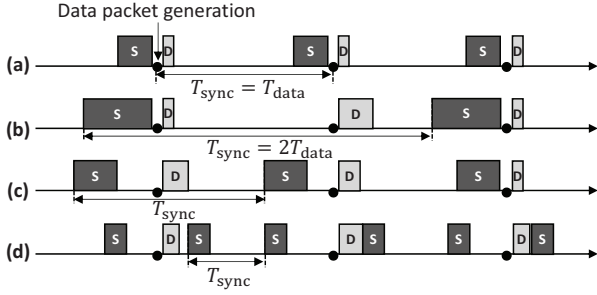 Data packet generation
(a) S D S D S D
T_sync = T_data
(b) S D D S D
T_sync = 2T_data
(c) S D S D S D
T_sync
(d) S D S S D S S D S
T_sync